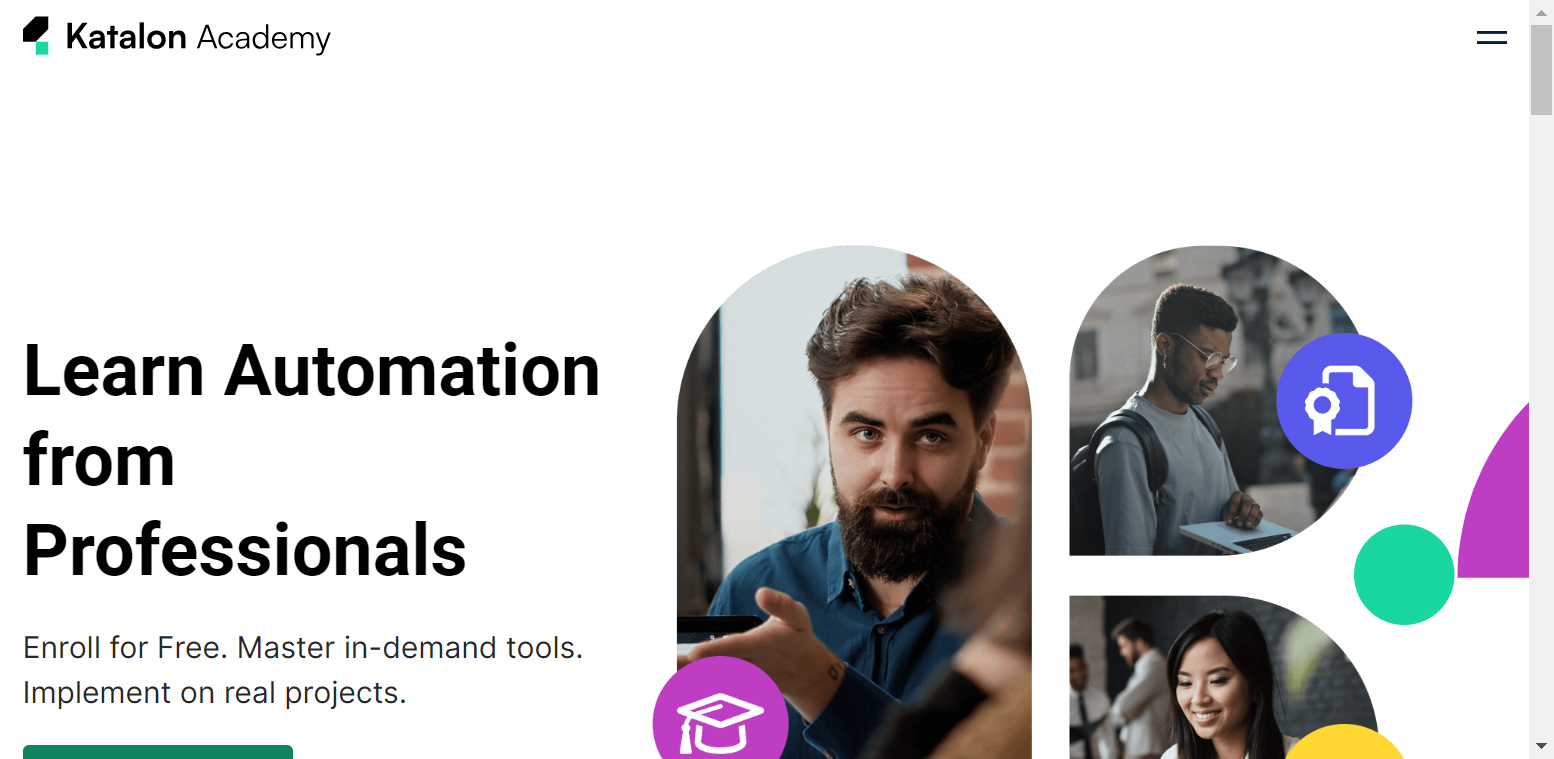 Katalon Academy
Learn Automation
from
Professionals
Enroll for Free. Master in-demand tools.
Implement on real projects.